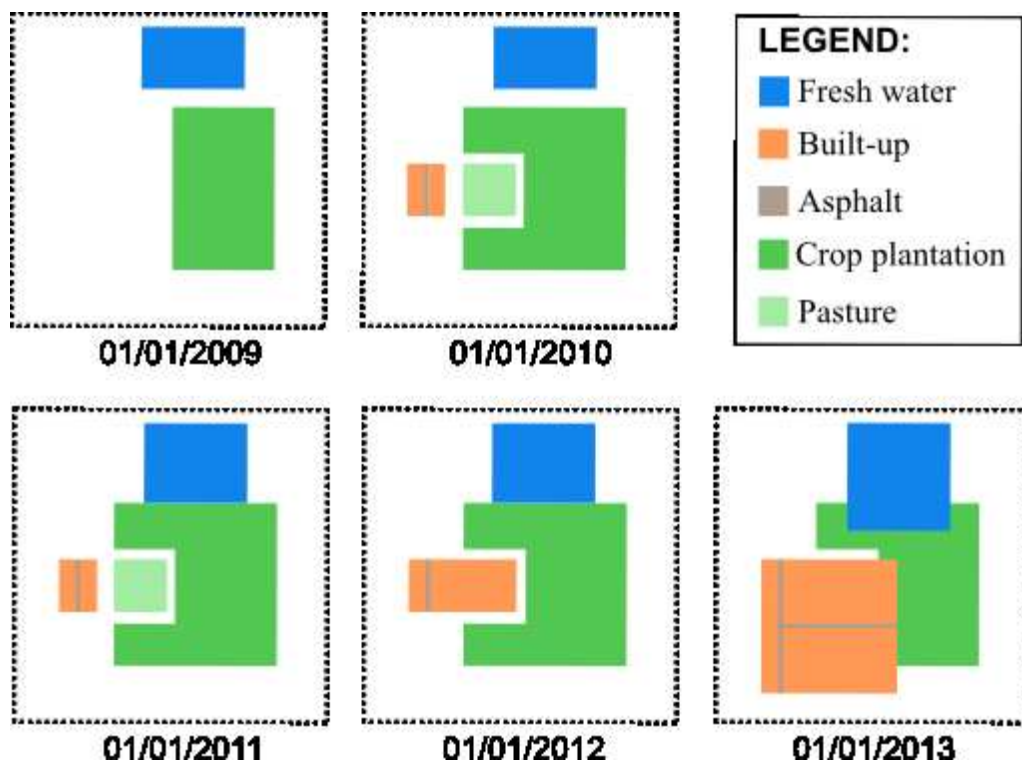 LEGEND:
Fresh water
Built-up
Asphalt
Crop plantation
Pasture
01/01/2009
01/01/2010
01/01/2011
01/01/2012
01/01/2013